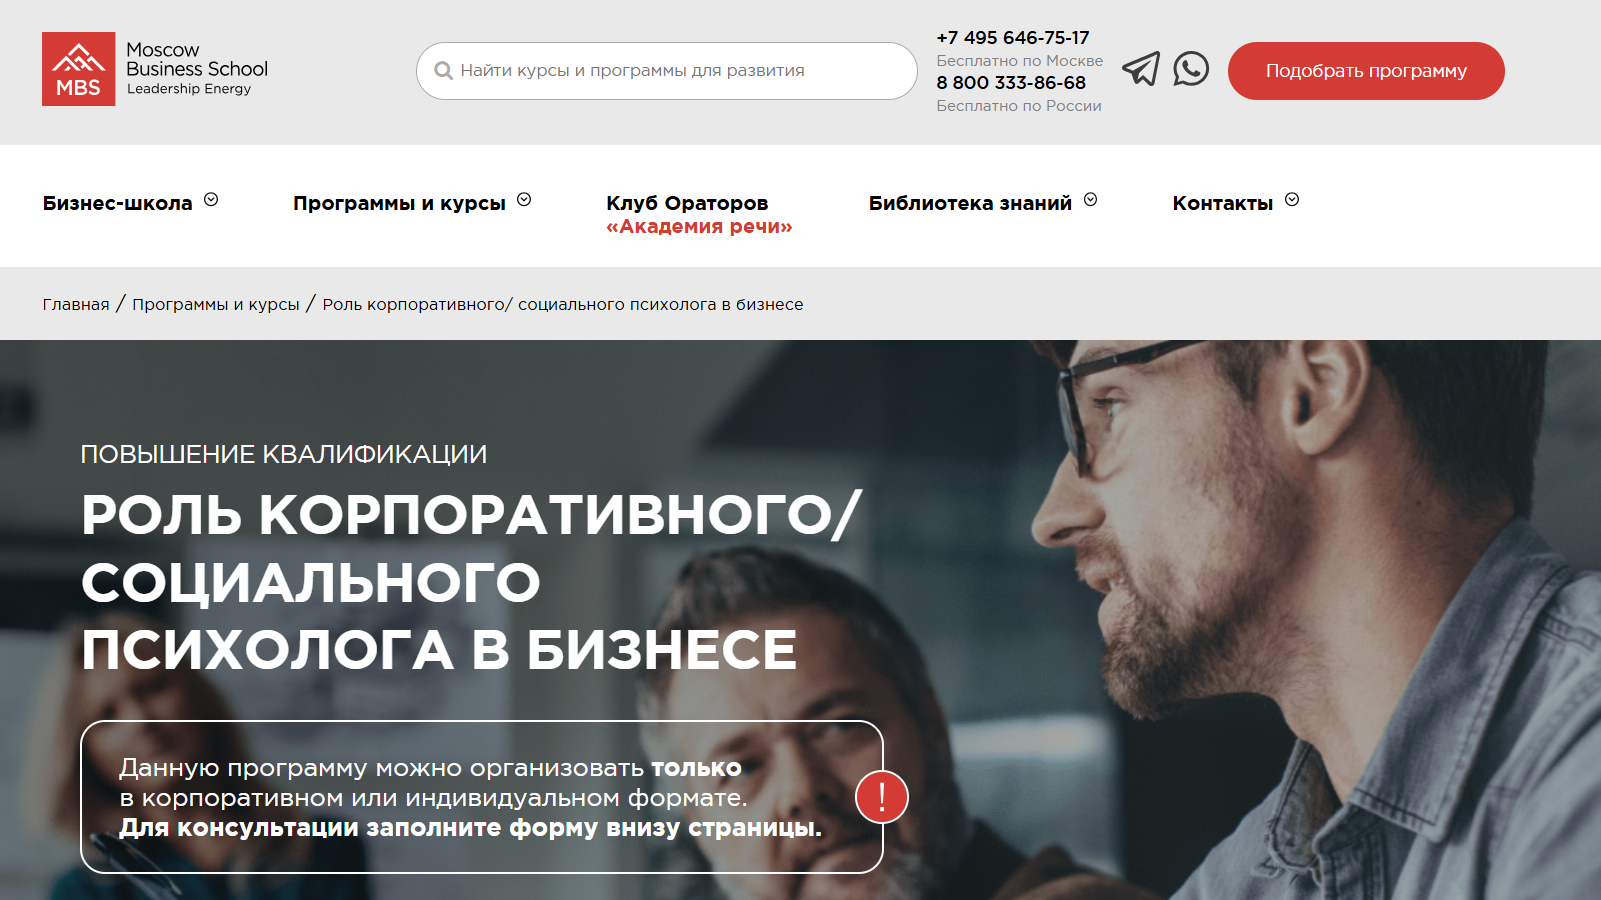 MBS
Moscow
Business School
Leadership Energy
Найти курсы и программы для развития
+7 495 646-75-17
Бесплатно по Москве
8 800 333-86-68
Бесплатно по России
Подобрать программу
Бизнес-школа
Программы и курсы
Клуб Ораторов
«Академия речи»
Библиотека знаний
Контакты
Главная / Программы и курсы / Роль корпоративного/ социального психолога в бизнесе
ПОВЫШЕНИЕ КВАЛИФИКАЦИИ
РОЛЬ КОРПОРАТИВНОГО/
СОЦИАЛЬНОГО
ПСИХОЛОГА В БИЗНЕСЕ
Данную программу можно организовать только
в корпоративном или индивидуальном формате.
Для консультации заполните форму внизу страницы.
!